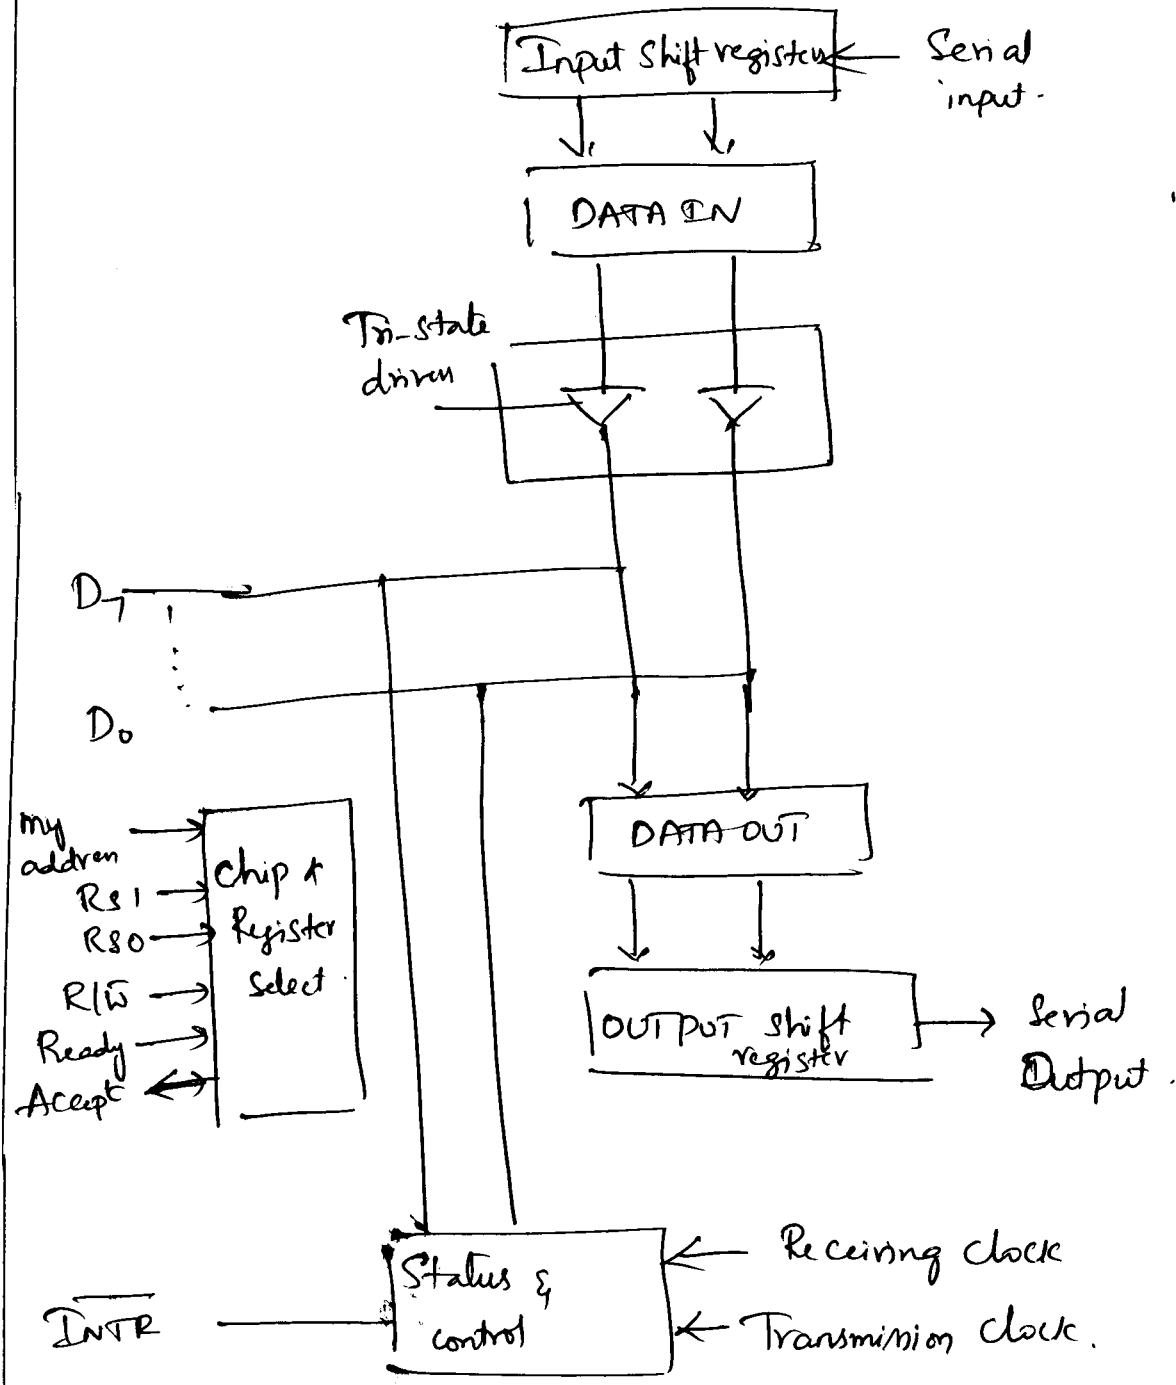 Input Shift register
Serial
input.
DATA IN
Tri-state
driver
D7
D0
my
address
RS1
RS0
R/W̅
Ready
Accept
Chip &
Register
select
DATA OUT
OUTPUT shift
register
Serial
Output.
I̅N̅T̅R̅
Status &
control
Receiving clock
Transmission clock.